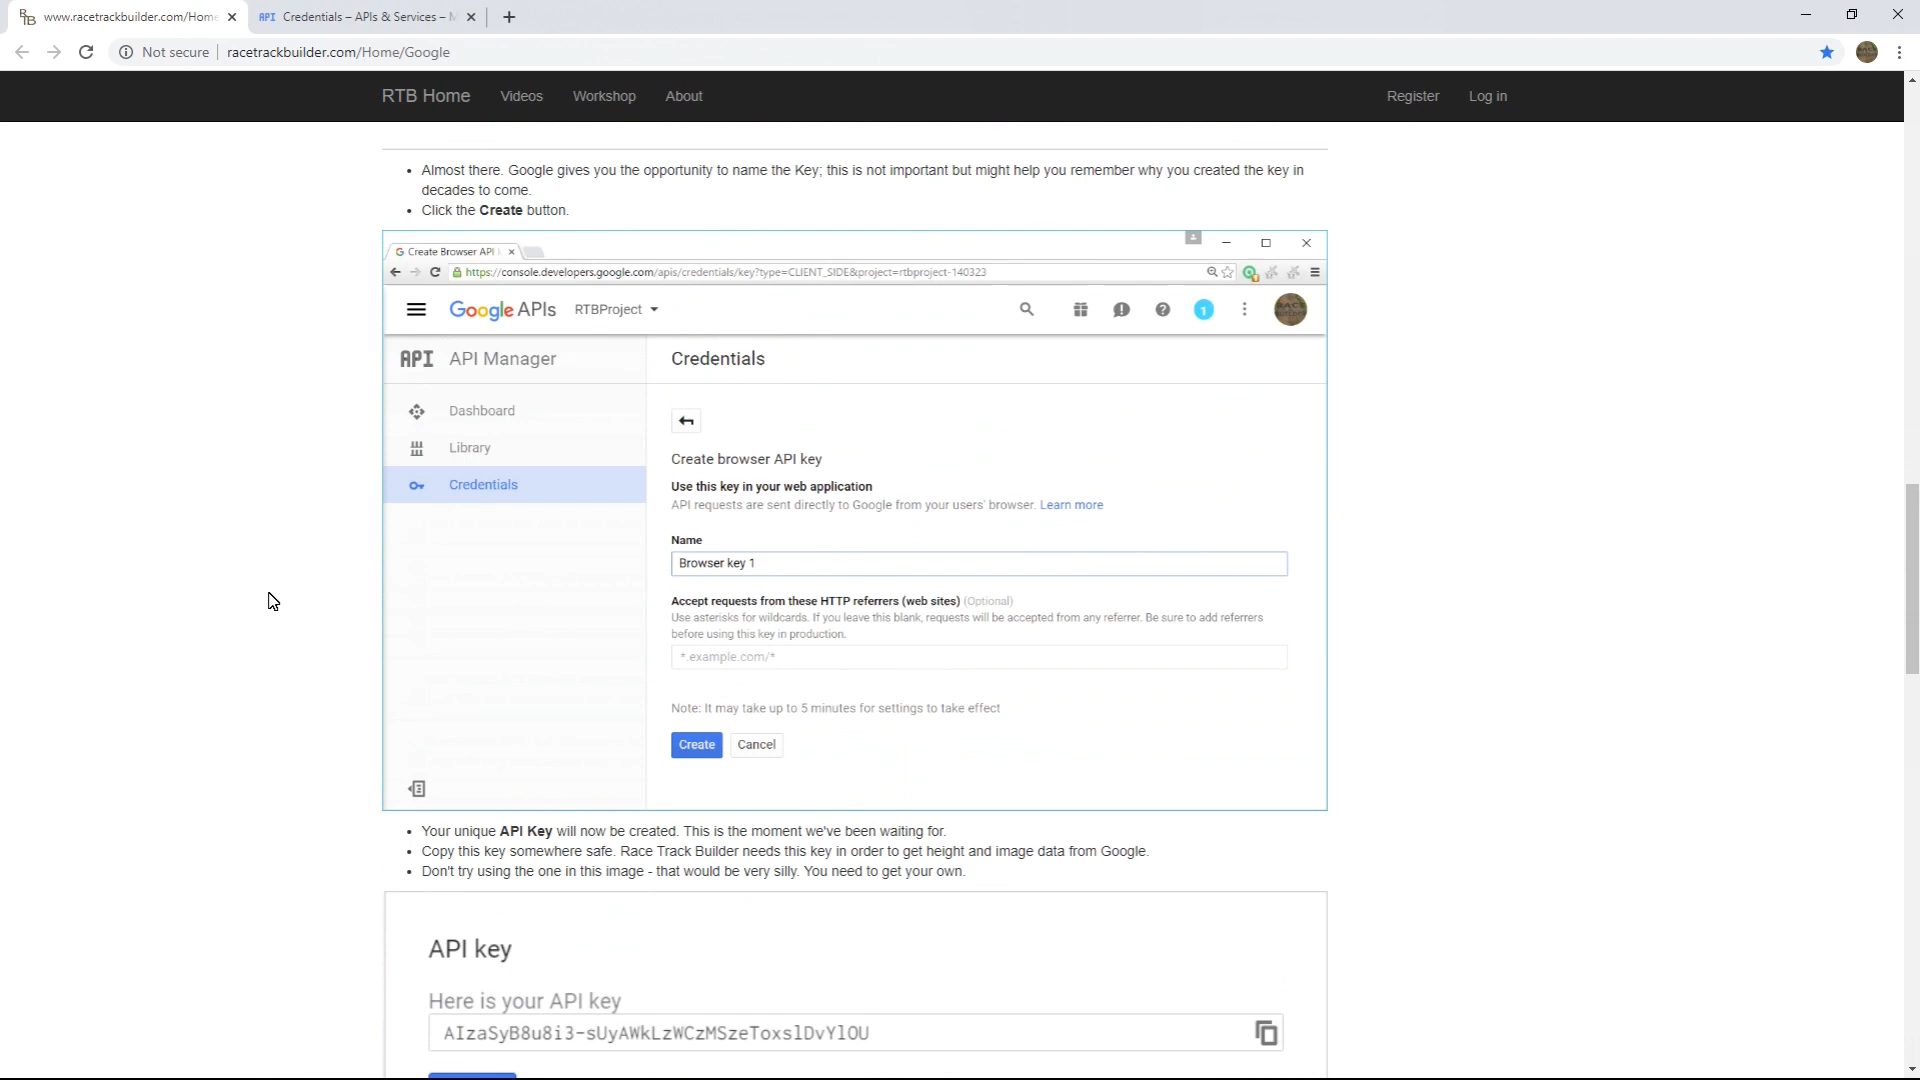 www.racetrackbuilder.com/Home
API Credentials – APIs & Services –
Not secure
racetrackbuilder.com/Home/Google
RTB Home
Videos
Workshop
About
Register
Log in
• Almost there. Google gives you the opportunity to name the Key; this is not important but might help you remember why you created the key in
decades to come.
• Click the Create button.
G Create Browser API
https://console.developers.google.com/apis/credentials/key?type=CLIENT_SIDE&project=rtbproject-140323
Google APIs
RTBProject
1
API API Manager
Credentials
Dashboard
Library
Credentials
Create browser API key
Use this key in your web application
API requests are sent directly to Google from your users' browser. Learn more
Name
Browser key 1
Accept requests from these HTTP referrers (web sites) (Optional)
Use asterisks for wildcards. If you leave this blank, requests will be accepted from any referrer. Be sure to add referrers
before using this key in production.
*.example.com/*
Note: It may take up to 5 minutes for settings to take effect
Create
Cancel
• Your unique API Key will now be created. This is the moment we've been waiting for.
• Copy this key somewhere safe. Race Track Builder needs this key in order to get height and image data from Google.
• Don't try using the one in this image - that would be very silly. You need to get your own.
API key
Here is your API key
AIzaSyB8u8i3-sUyAWkLzWCzMSzeToxslDvYlOU